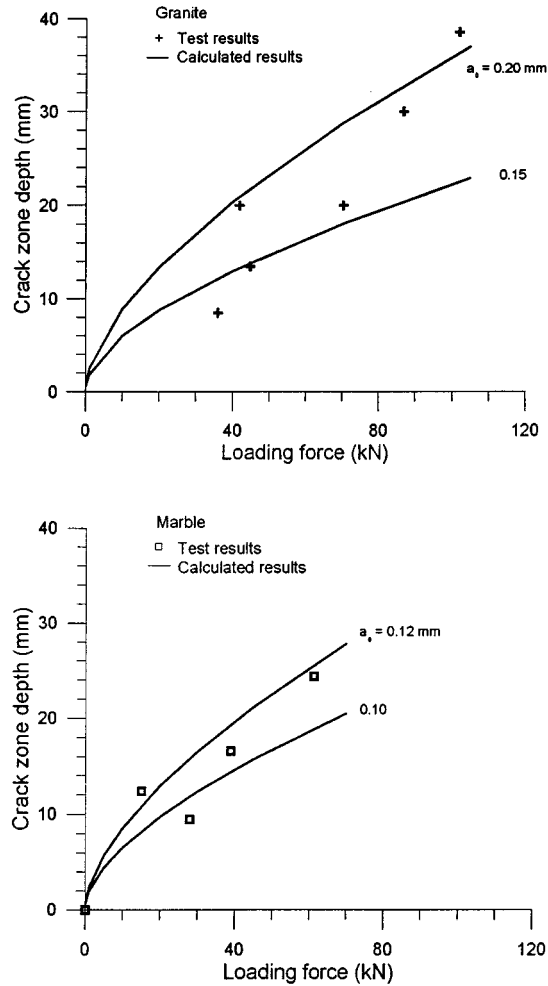 Granite
Test results
Calculated results
40
30
20
10
0
Crack zone depth (mm)
a₀ = 0.20 mm
0.15
0
40
80
120
Loading force (kN)
Marble
Test results
Calculated results
40
30
20
10
0
Crack zone depth (mm)
a₀ = 0.12 mm
0.10
0
40
80
120
Loading force (kN)